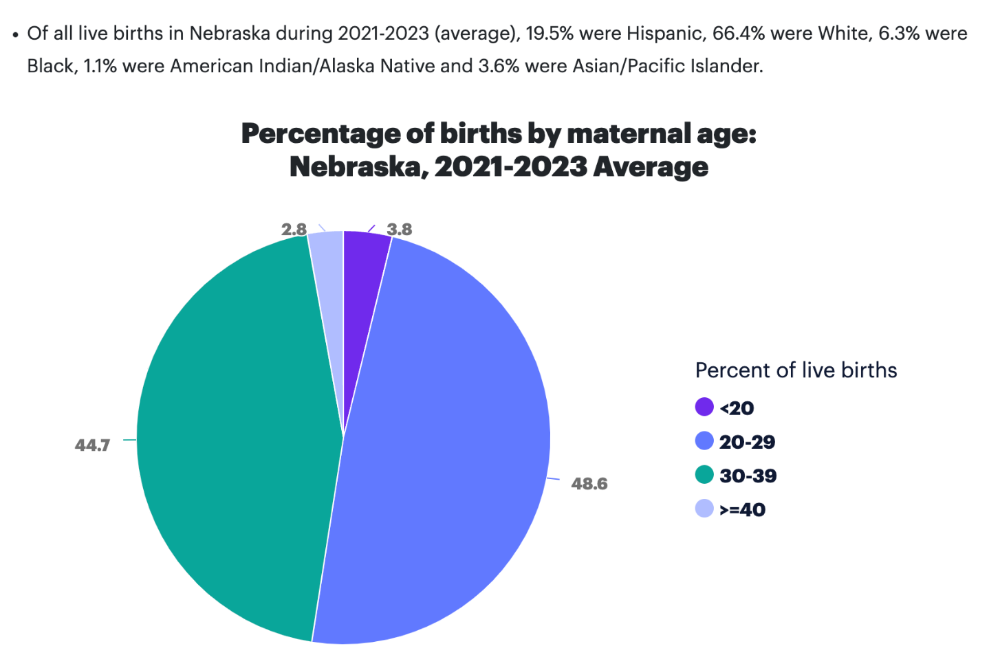 • Of all live births in Nebraska during 2021-2023 (average), 19.5% were Hispanic, 66.4% were White, 6.3% were
Black, 1.1% were American Indian/Alaska Native and 3.6% were Asian/Pacific Islander.
Percentage of births by maternal age:
Nebraska, 2021-2023 Average
2.8
3.8
44.7
48.6
Percent of live births
<20
20-29
30-39
>=40